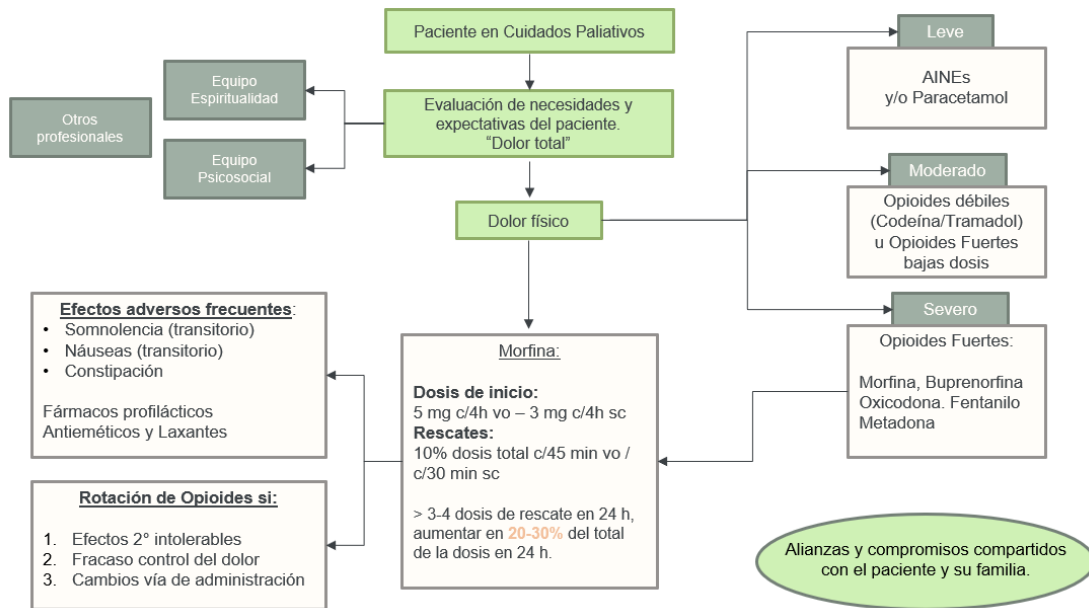 Paciente en Cuidados Paliativos
Equipo
Espiritualidad
Otros
profesionales
Equipo
Psicosocial
Evaluación de necesidades y
expectativas del paciente.
“Dolor total”
Dolor físico
Leve
AINEs
y/o Paracetamol
Moderado
Opioides débiles
(Codeína/Tramadol)
u Opioides Fuertes
bajas dosis
Severo
Opioides Fuertes:
Morfina, Buprenorfina
Oxicodona. Fentanilo
Metadona
Morfina:
Dosis de inicio:
5 mg c/4h vo – 3 mg c/4h sc
Rescates:
10% dosis total c/45 min vo /
c/30 min sc
> 3-4 dosis de rescate en 24 h,
aumentar en 20-30% del total
de la dosis en 24 h.
Efectos adversos frecuentes:
• Somnolencia (transitorio)
• Náuseas (transitorio)
• Constipación
Fármacos profilácticos
Antieméticos y Laxantes
Rotación de Opioides si:
1. Efectos 2° intolerables
2. Fracaso control del dolor
3. Cambios vía de administración
Alianzas y compromisos compartidos
con el paciente y su familia.